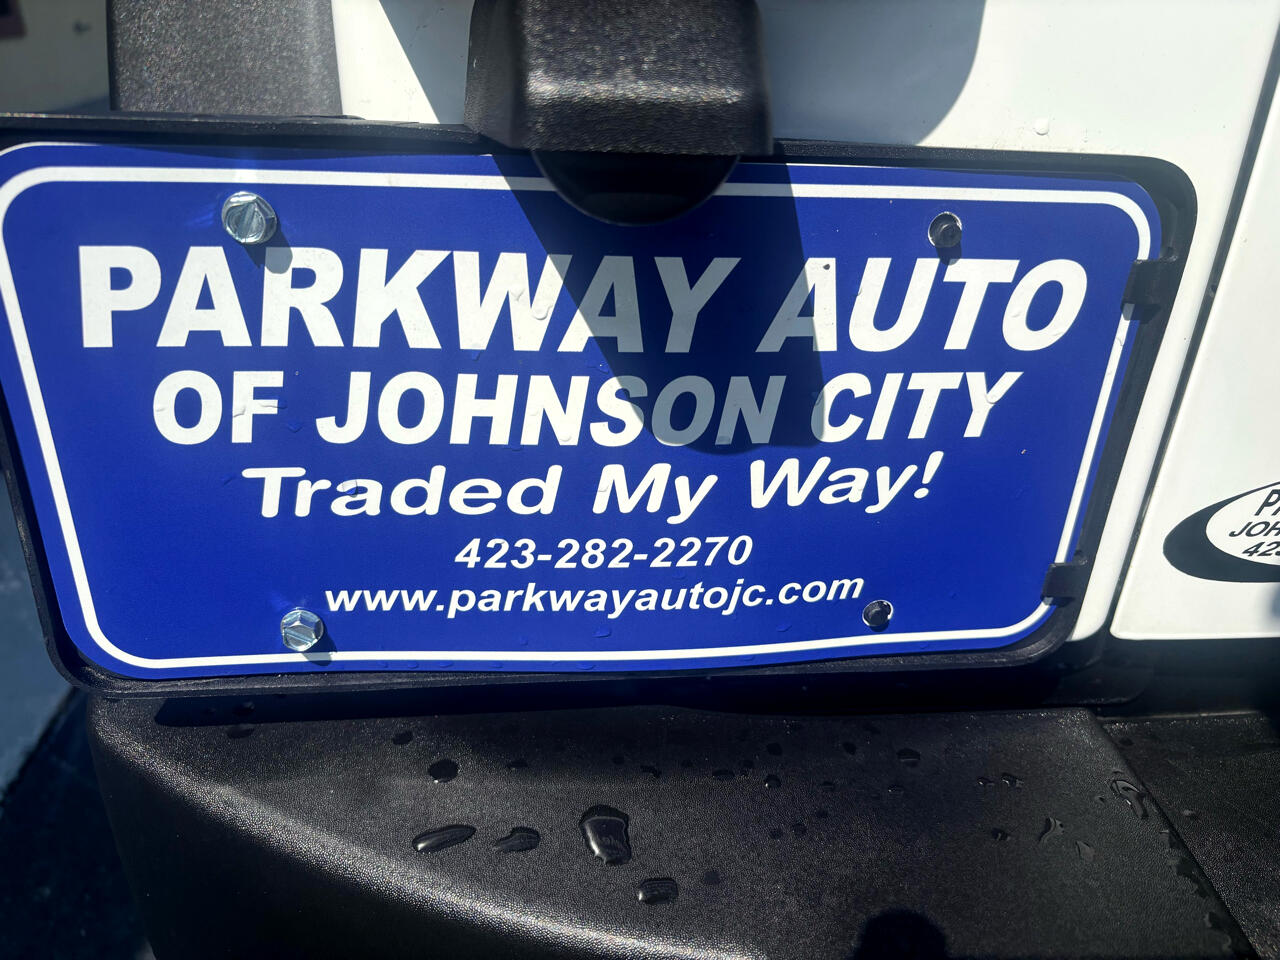 PARKWAY AUTO
OF JOHNSON CITY
Traded My Way!
423-282-2270
www.parkwayautojc.com